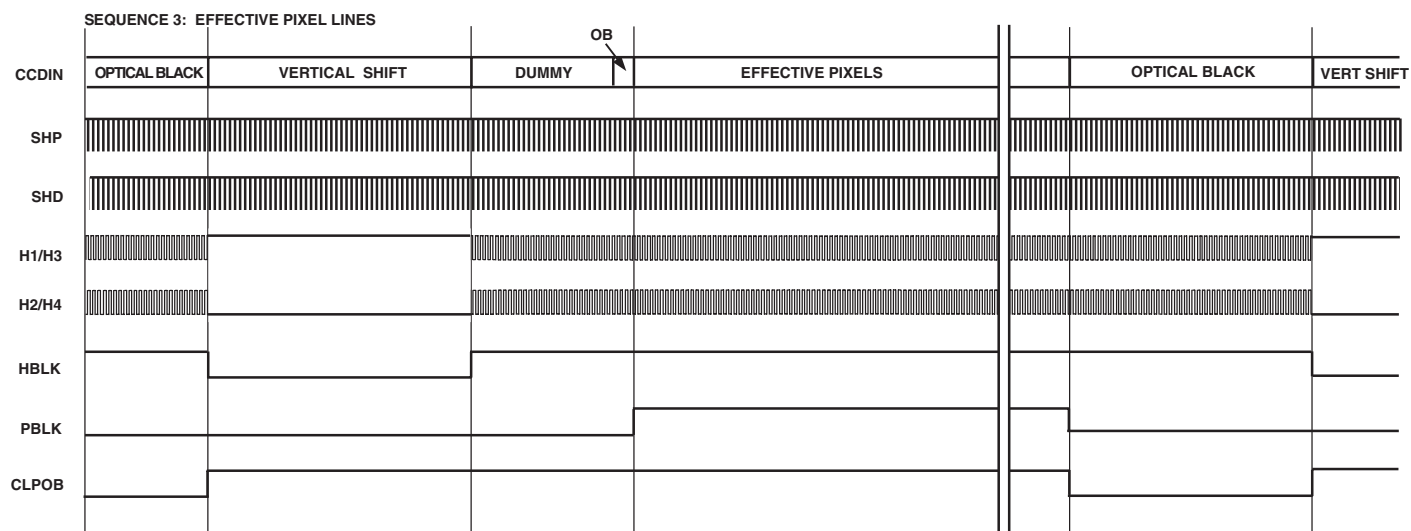 SEQUENCE 3: EFFECTIVE PIXEL LINES
OB
CCDIN OPTICAL BLACK VERTICAL SHIFT DUMMY EFFECTIVE PIXELS OPTICAL BLACK VERT SHIFT
SHP
SHD
H1/H3
H2/H4
HBLK
PBLK
CLPOB